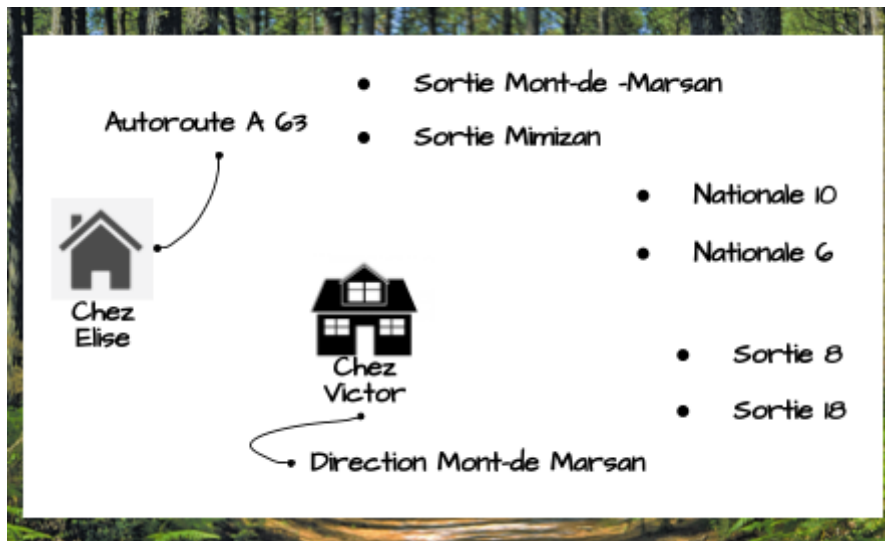 Sortie Mont-de -Marsan
Autoroute A 63
Sortie Mimizan
Nationale 10
Nationale 6
Chez
Elise
Chez
Victor
Sortie 8
Sortie 18
Direction Mont-de Marsan